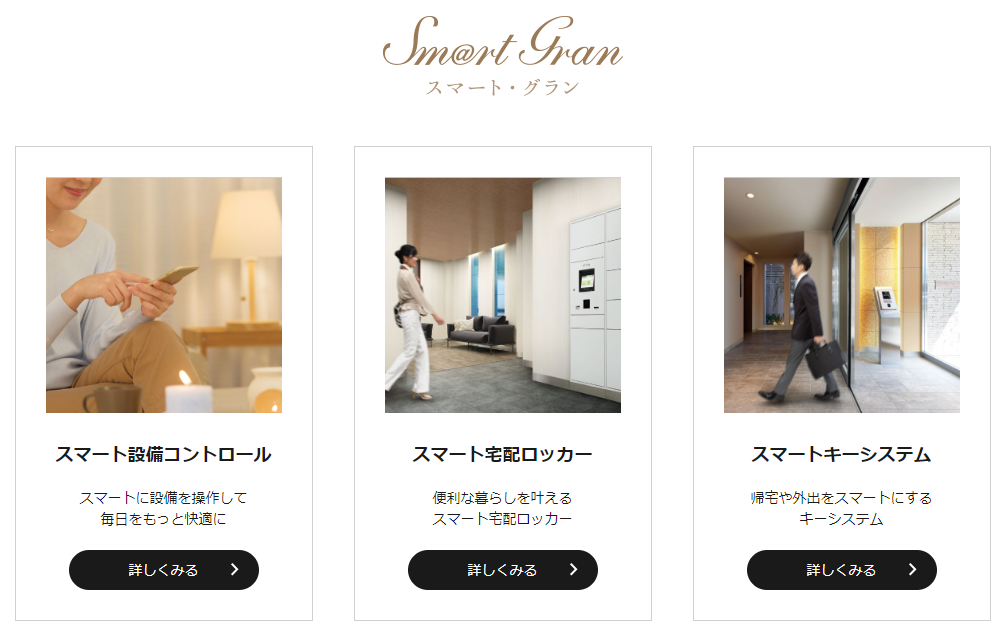 Sm@rt Gran
スマート・グラン
スマート設備コントロール
スマートに設備を操作して
毎日をもっと快適に
詳しくみる
スマート宅配ロッカー
便利な暮らしを叶える
スマート宅配ロッカー
詳しくみる
スマートキーシステム
帰宅や外出をスマートにする
キーシステム
詳しくみる